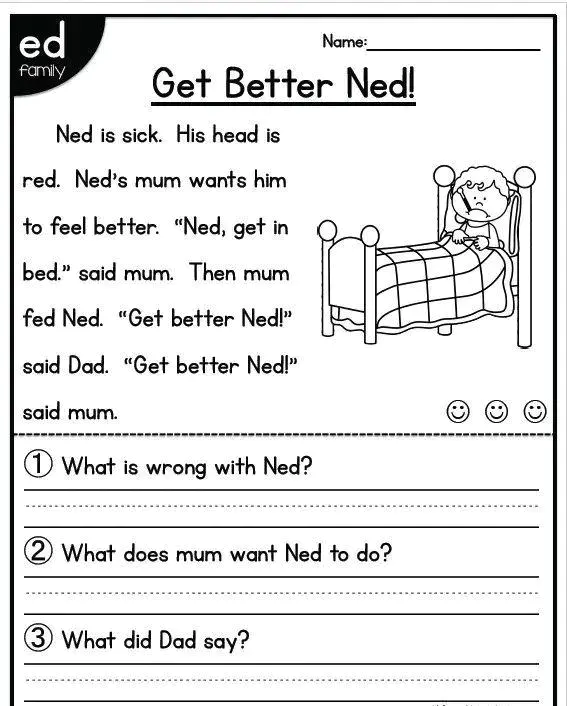 ed
family
Name:
Get Better Ned!
Ned is sick. His head is
red. Ned's mum wants him
to feel better. "Ned, get in
bed." said mum. Then mum
fed Ned. "Get better Ned!"
said Dad. "Get better Ned!"
said mum.
1 What is wrong with Ned?
2 What does mum want Ned to do?
3 What did Dad say?